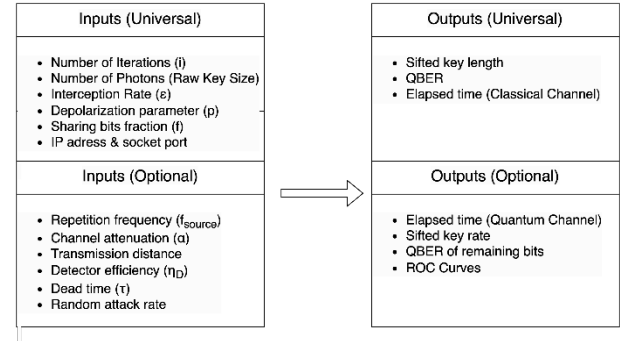 Inputs (Universal)
• Number of Iterations (i)
• Number of Photons (Raw Key Size)
• Interception Rate (ε)
• Depolarization parameter (p)
• Sharing bits fraction (f)
• IP adress & socket port
Inputs (Optional)
• Repetition frequency (fsource)
• Channel attenuation (α)
• Transmission distance
• Detector efficiency (ηD)
• Dead time (τ)
• Random attack rate
Outputs (Universal)
• Sifted key length
• QBER
• Elapsed time (Classical Channel)
Outputs (Optional)
• Elapsed time (Quantum Channel)
• Sifted key rate
• QBER of remaining bits
• ROC Curves